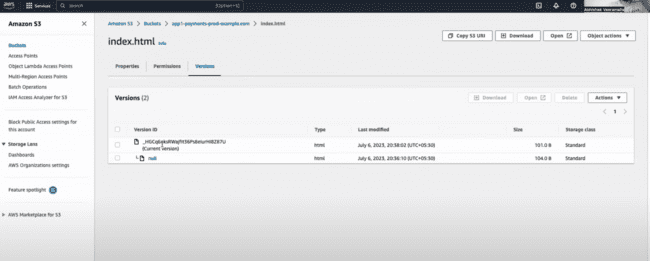 aws
Services
Search
[Option+S]
Amazon S3
Buckets
Access Points
Object Lambda Access Points
Multi-Region Access Points
Batch Operations
IAM Access Analyzer for S3
Block Public Access settings for
this account
Storage Lens
Dashboards
AWS Organizations settings
Feature spotlight
AWS Marketplace for S3
Amazon S3 > Buckets > app1-payments-prod-example.com > index.html
index.html Info
Copy S3 URI
Download
Open
Object actions
Properties
Permissions
Versions
Versions (2)
Download
Open
Delete
Actions
1
Version ID
Type
Last modified
Size
Storage class
(Current version)
html
July 6, 2023, 20:38:02 (UTC+05:30)
101.0 B
Standard
null
html
July 6, 2023, 20:36:10 (UTC+05:30)
104.0 B
Standard